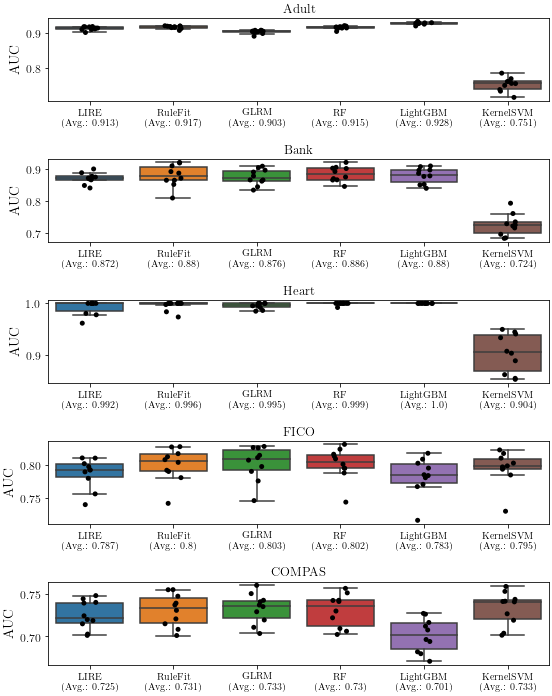 Adult
AUC
0.9
0.8
LIRE RuleFit GLRM RF LightGBM KernelSVM
(Avg.: 0.913) (Avg.: 0.917) (Avg.: 0.903) (Avg.: 0.915) (Avg.: 0.928) (Avg.: 0.751)
Bank
AUC
0.9
0.8
0.7
LIRE RuleFit GLRM RF LightGBM KernelSVM
(Avg.: 0.872) (Avg.: 0.88) (Avg.: 0.876) (Avg.: 0.886) (Avg.: 0.88) (Avg.: 0.724)
Heart
AUC
1.0
0.9
LIRE RuleFit GLRM RF LightGBM KernelSVM
(Avg.: 0.992) (Avg.: 0.996) (Avg.: 0.995) (Avg.: 0.999) (Avg.: 1.0) (Avg.: 0.904)
FICO
AUC
0.80
0.75
LIRE RuleFit GLRM RF LightGBM KernelSVM
(Avg.: 0.787) (Avg.: 0.8) (Avg.: 0.803) (Avg.: 0.802) (Avg.: 0.783) (Avg.: 0.795)
COMPAS
AUC
0.75
0.70
LIRE RuleFit GLRM RF LightGBM KernelSVM
(Avg.: 0.725) (Avg.: 0.731) (Avg.: 0.733) (Avg.: 0.73) (Avg.: 0.701) (Avg.: 0.733)